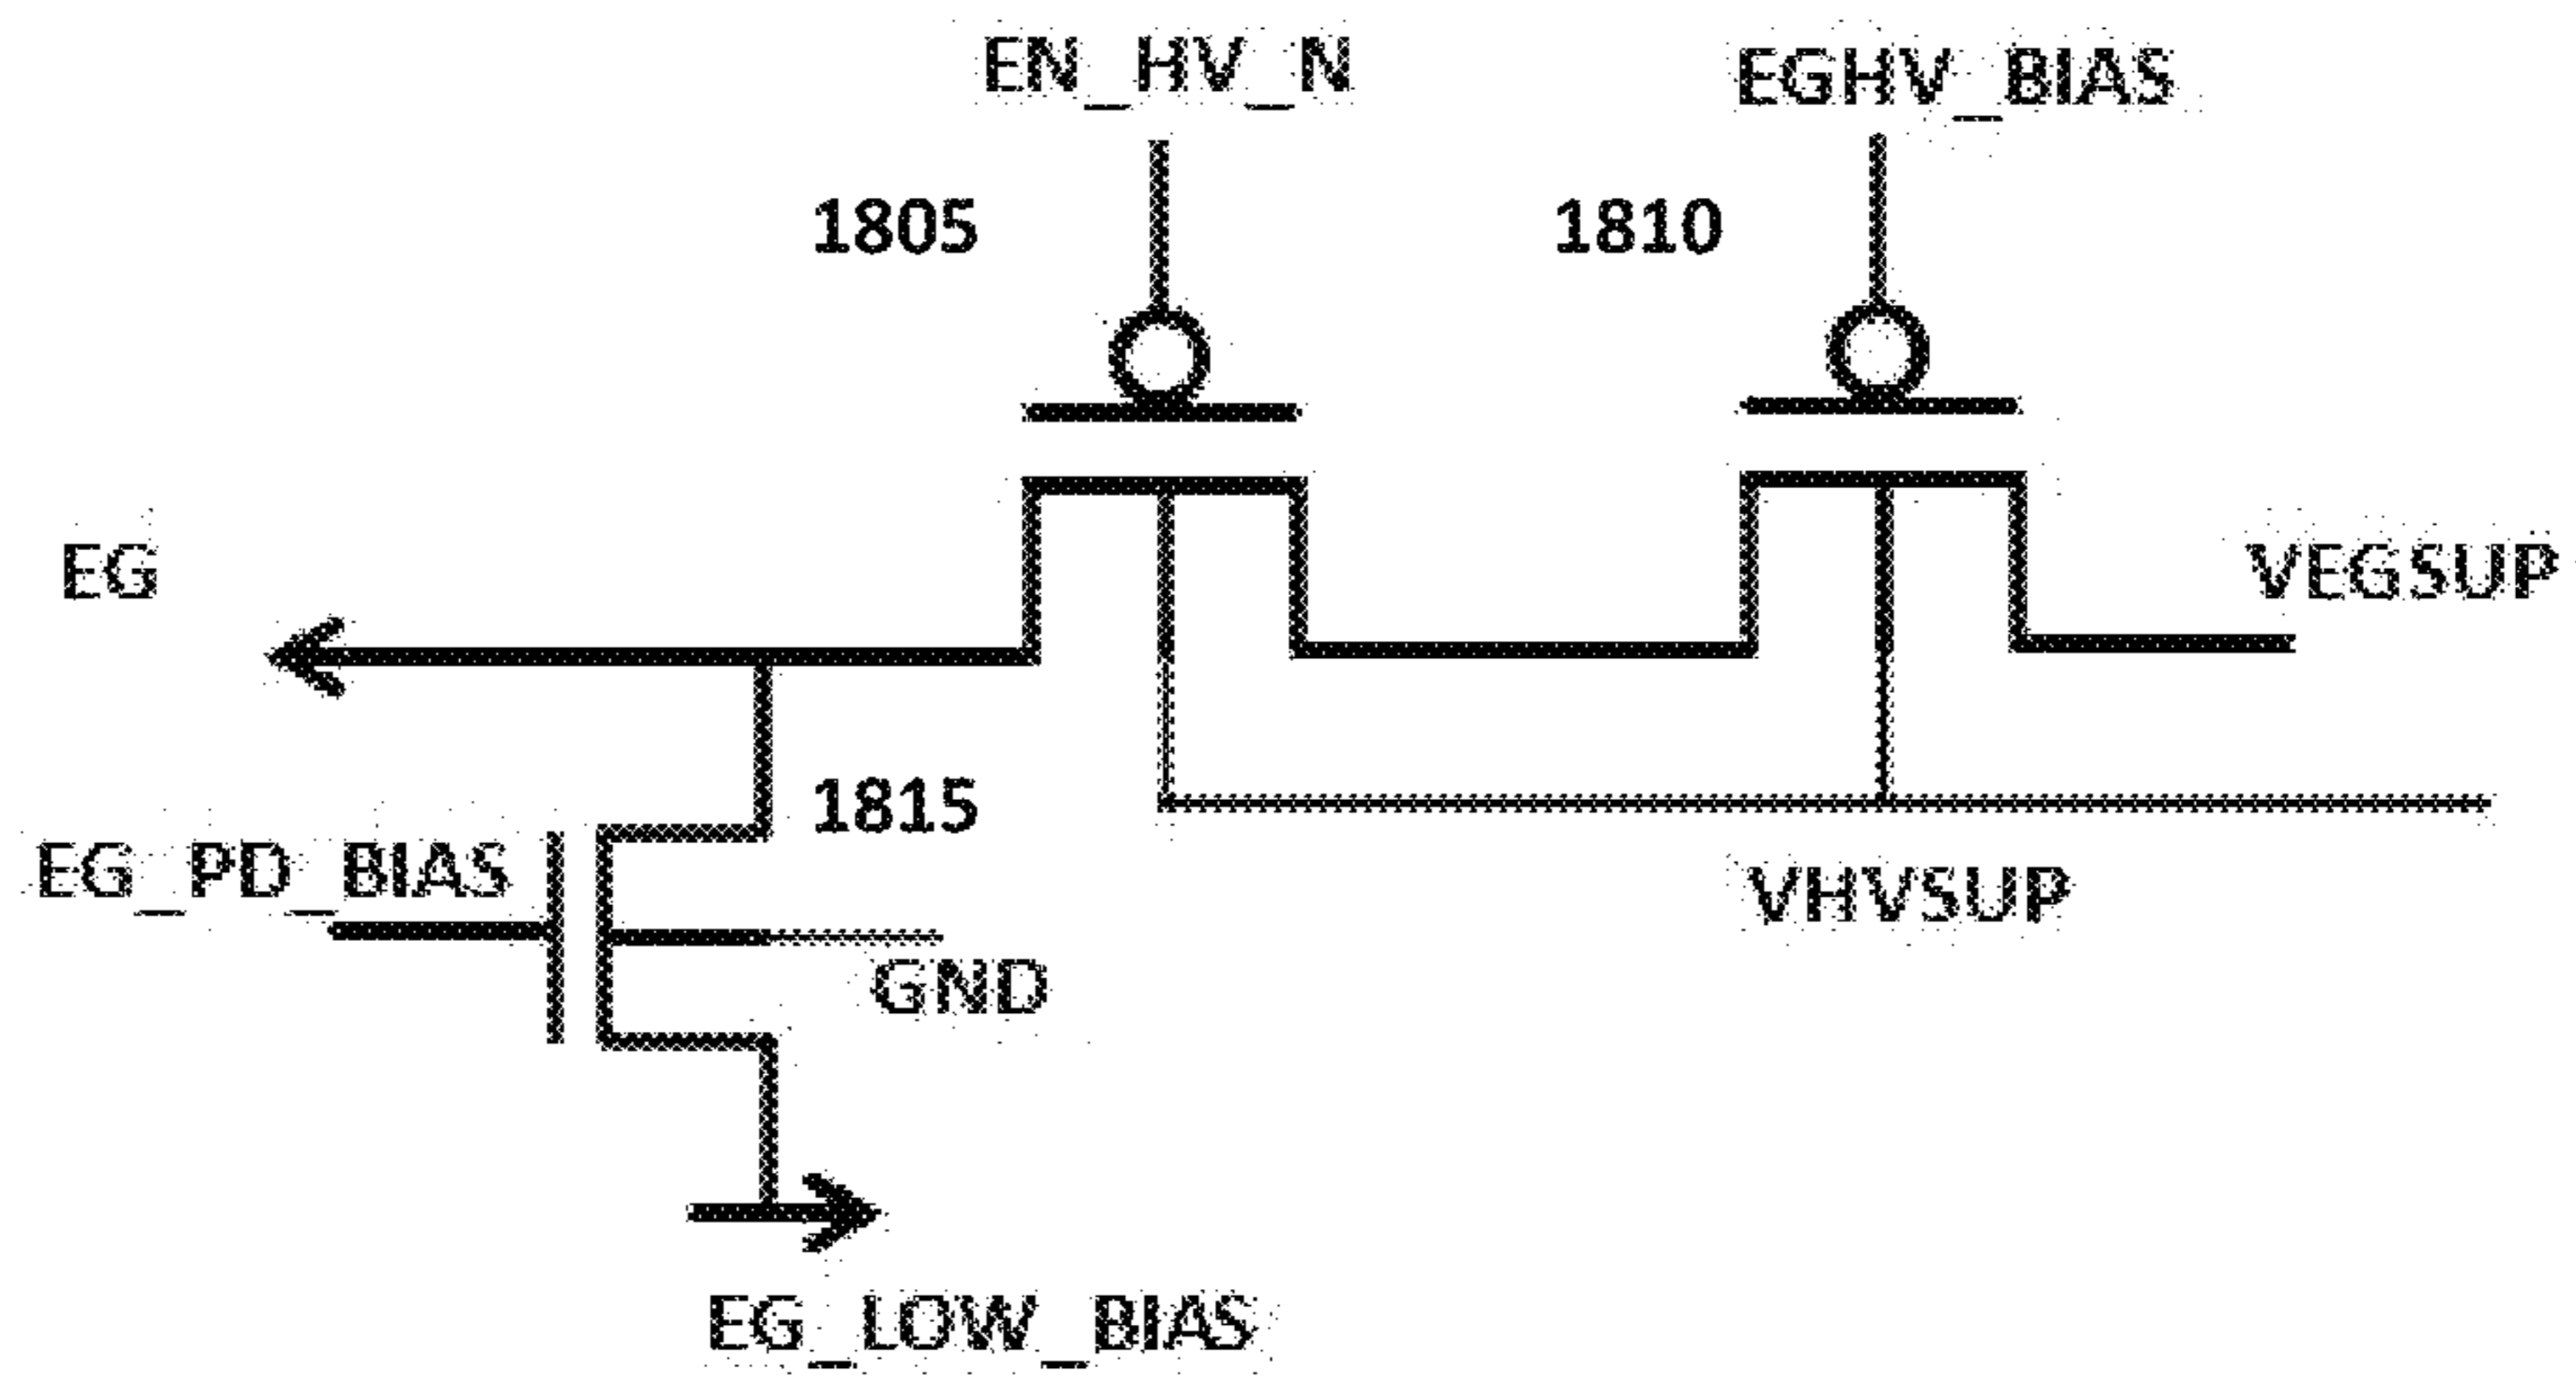 EN_HV_N
EGHV_BIAS
1805
1810
EG
VEGSUP
1815
EG_PD_BIAS
VHVSUP
GND
EG_LOW_BIAS